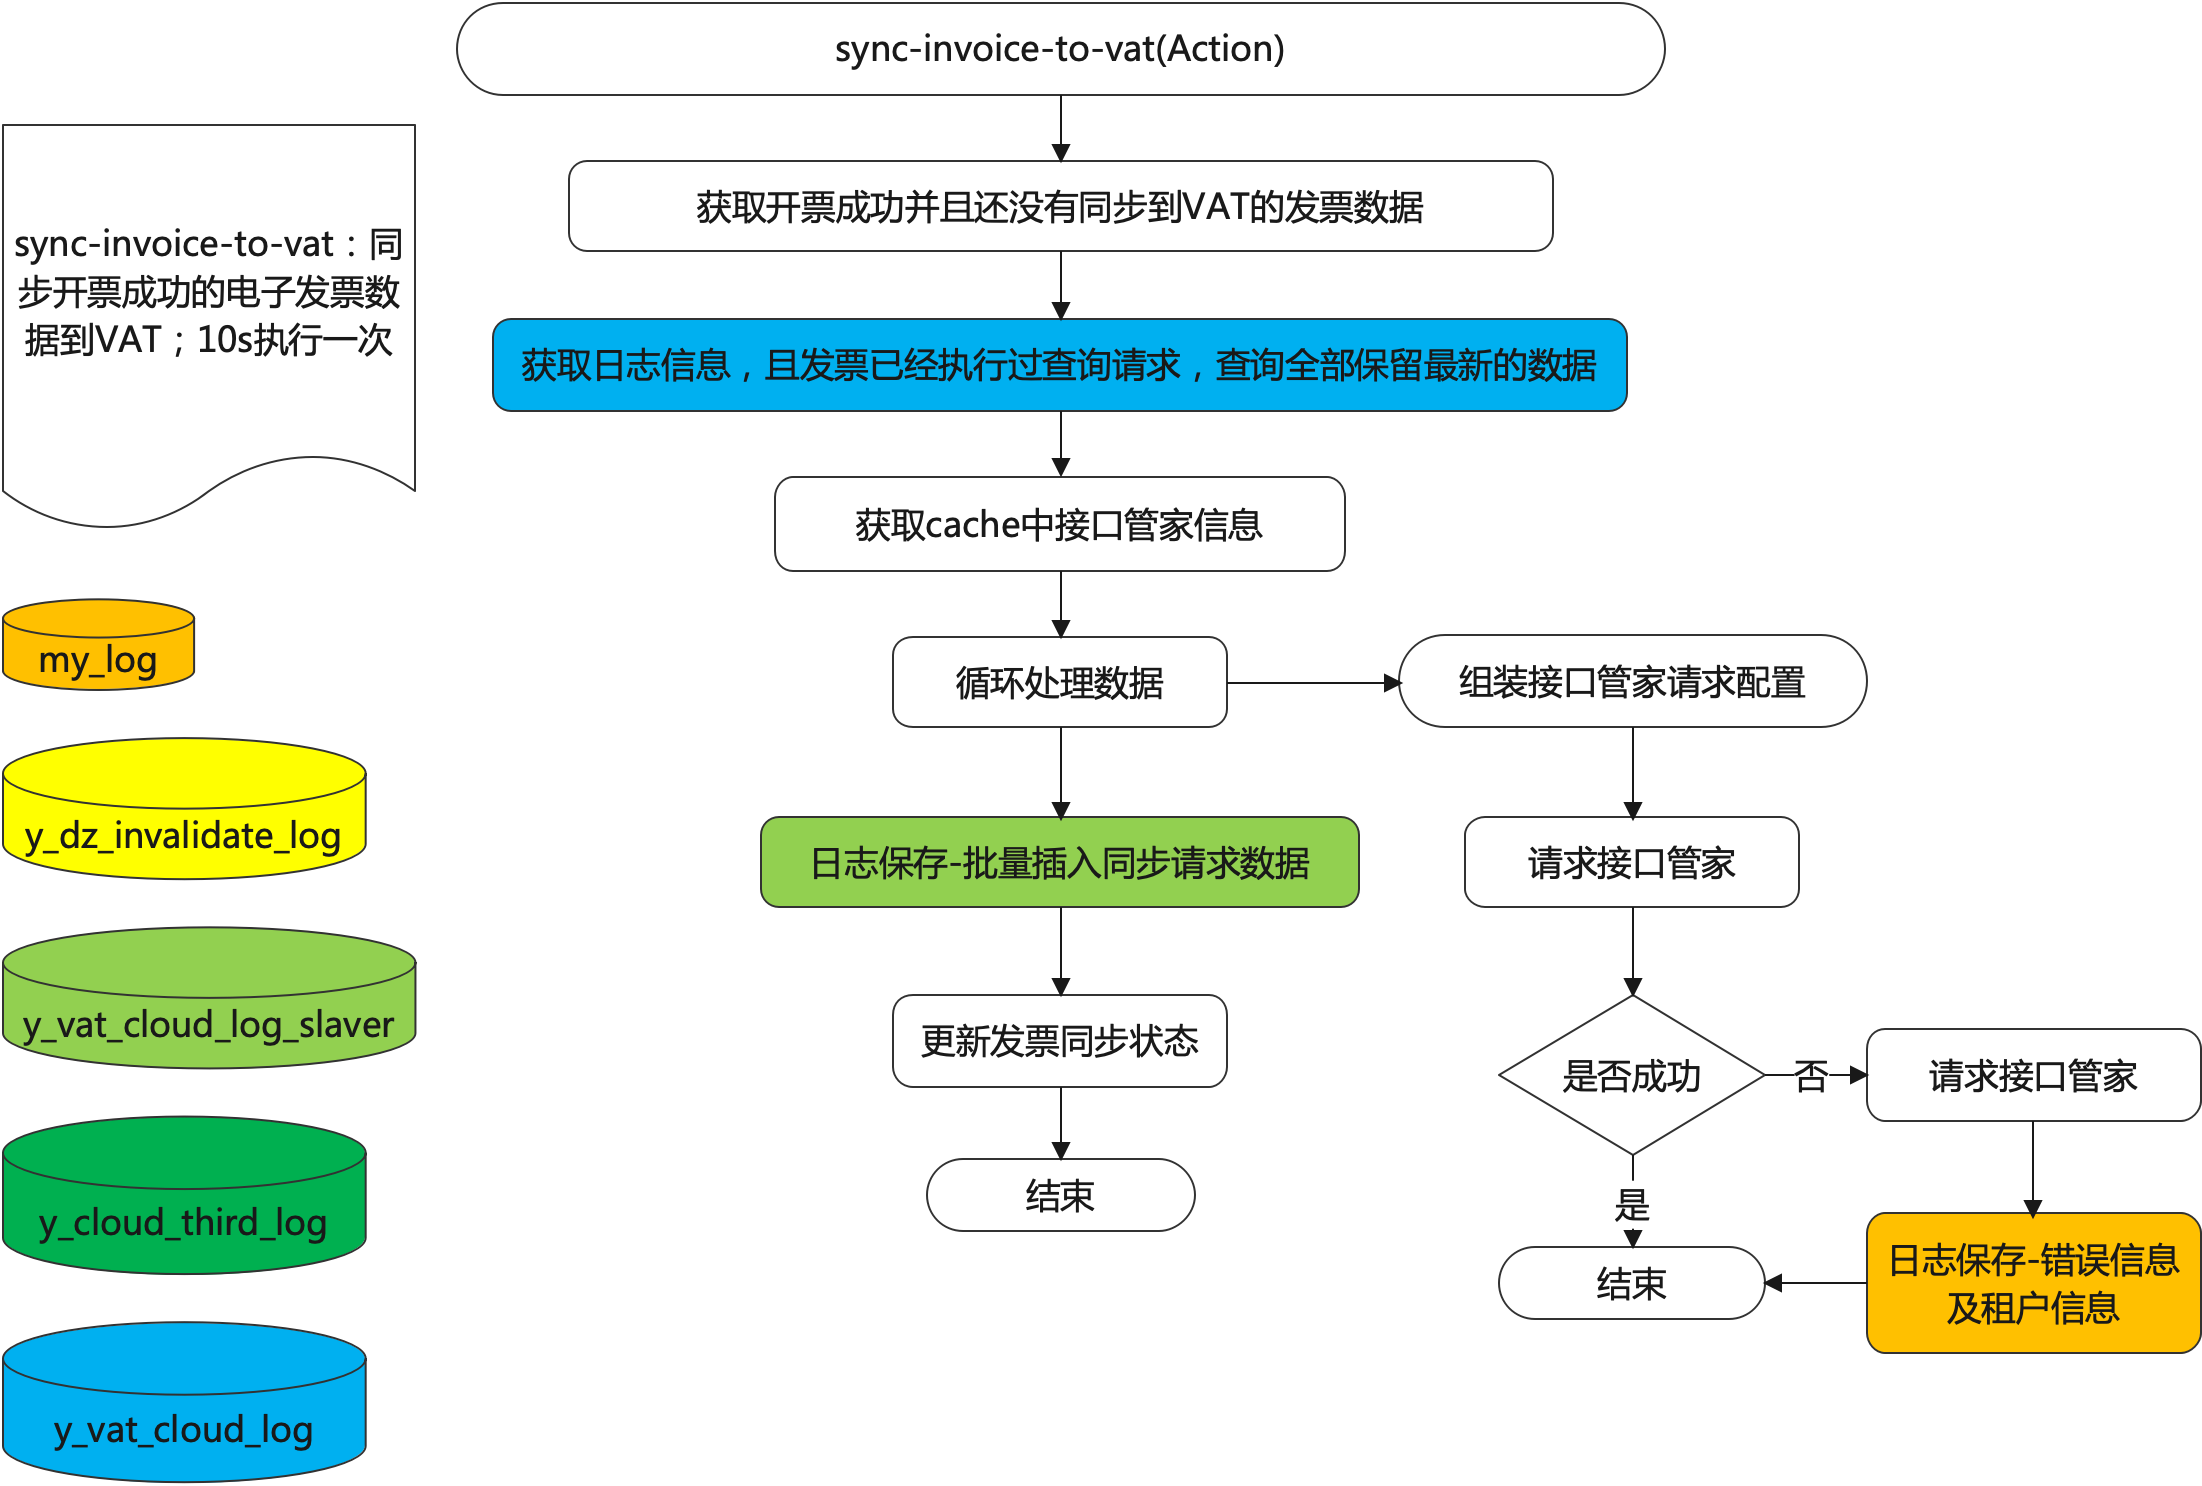 sync-invoice-to-vat(Action)
获取开票成功并且还没有同步到VAT的发票数据
sync-invoice-to-vat：同
步开票成功的电子发票数
据到VAT；10s执行一次
获取日志信息，且发票已经执行过查询请求，查询全部保留最新的数据
获取cache中接口管家信息
循环处理数据
组装接口管家请求配置
日志保存-批量插入同步请求数据
请求接口管家
更新发票同步状态
是否成功
否
请求接口管家
结束
是
结束
日志保存-错误信息
及租户信息
my_log
y_dz_invalidate_log
y_vat_cloud_log_slaver
y_cloud_third_log
y_vat_cloud_log